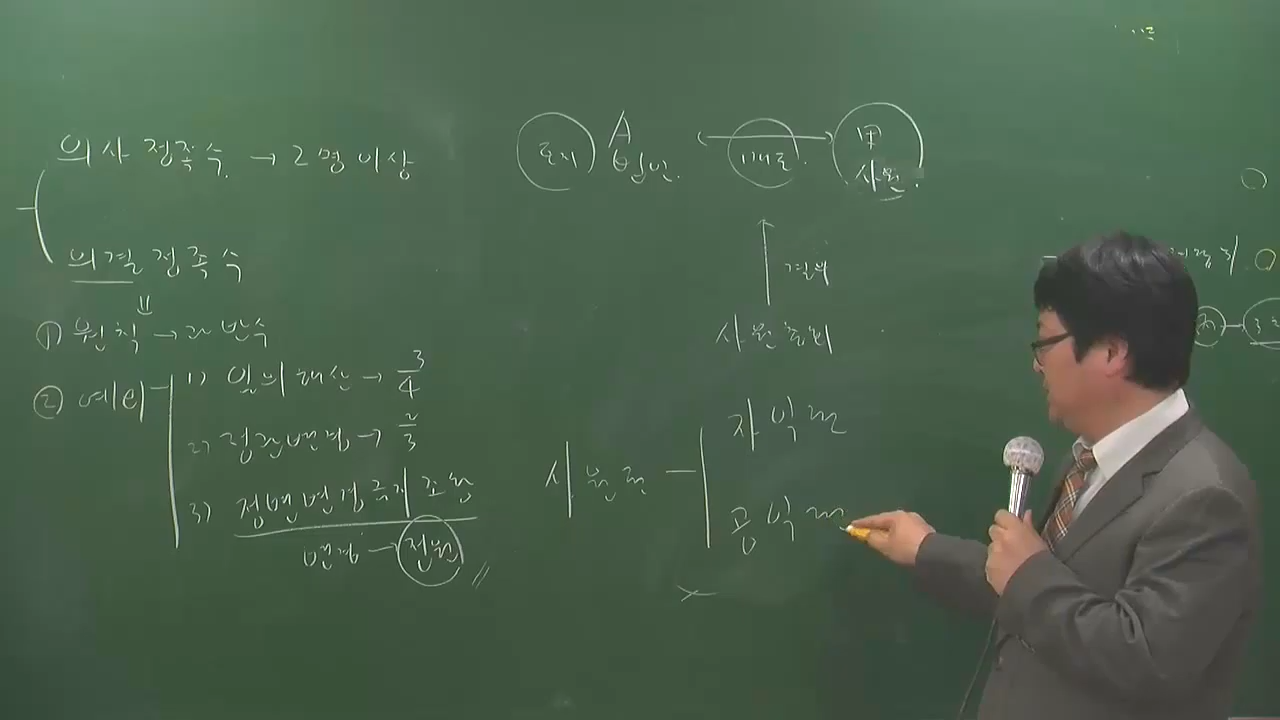 의사정족수 → 2명이상
의결정족수
① 원칙 → 과반수
② 예외
1) 임의해산 → 3/4
2) 정관변경 → 2/3
3) 정관변경금지조항
변경 → 전원 //
토지
A
법인.
甲
사원.
결의
사원총회
사원권
자익권
공익권